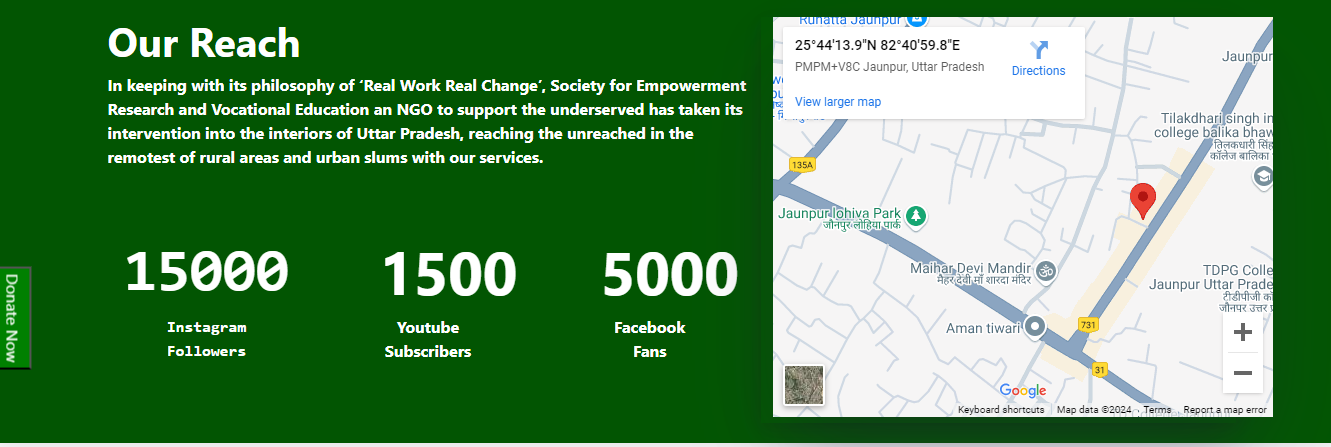 Our Reach
In keeping with its philosophy of ‘Real Work Real Change’, Society for Empowerment
Research and Vocational Education an NGO to support the underserved has taken its
intervention into the interiors of Uttar Pradesh, reaching the unreached in the
remotest of rural areas and urban slums with our services.
15000
Instagram
Followers
1500
Youtube
Subscribers
5000
Facebook
Fans
Donate Now
Runatta Jaunpur
25°44'13.9"N 82°40'59.8"E
PMPM+V8C Jaunpur, Uttar Pradesh
Directions
View larger map
Jaunpur
Tilakdhari singh in
college balika bhaw
तिलकधारी सिंह
कॉलेज बालिका
135A
Jaunpur lohiya Park
जौनपुर लोहिया पार्क
Maihar Devi Mandir
मैहर देवी माँ शारदा मंदिर
TDPG Colle
Jaunpur Uttar Prade
टीडीपीजी कॉ
जौनपुर उत्तर प्र
Aman tiwari
731
31
Google
Keyboard shortcuts
Map data ©2024
Terms
Report a map error